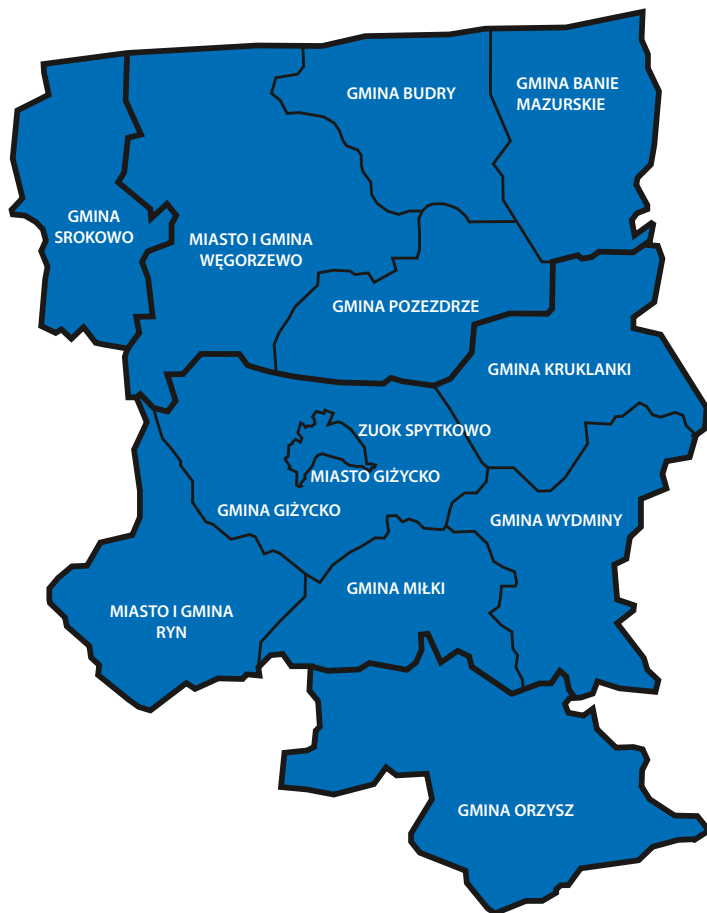 GMINA BUDRY
GMINA BANIE
MAZURSKIE
GMINA
SROKOWO
MIASTO I GMINA
WĘGORZEWO
GMINA POZEZDRZE
GMINA KRUKLANKI
ZUOK SPYTKOWO
MIASTO GIŻYCKO
GMINA GIŻYCKO
GMINA WYDMINY
GMINA MIŁKI
MIASTO I GMINA
RYN
GMINA ORZYSZ